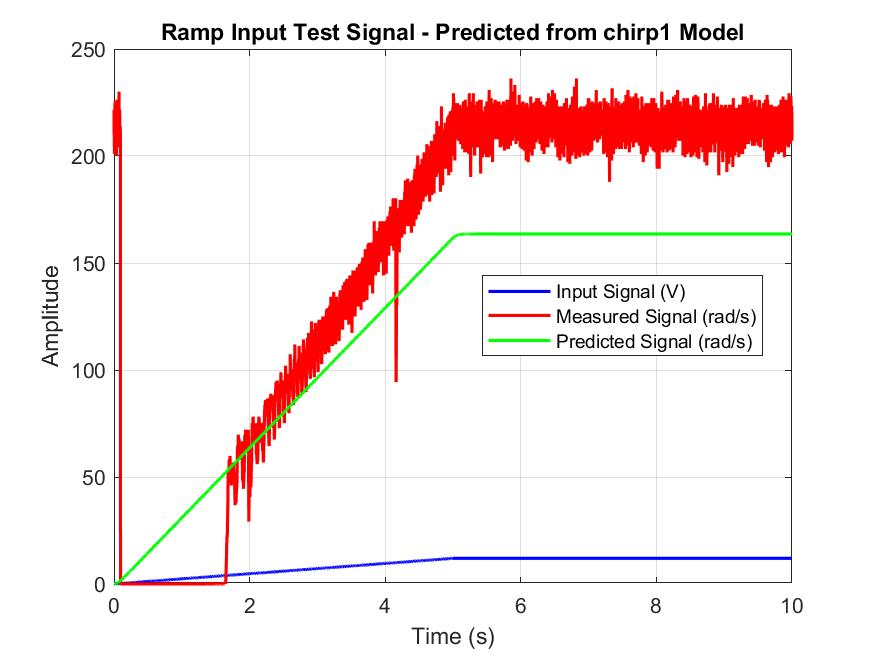 Ramp Input Test Signal - Predicted from chirp1 Model
250
200
150
100
50
0
Amplitude
Input Signal (V)
Measured Signal (rad/s)
Predicted Signal (rad/s)
0 2 4 6 8 10
Time (s)